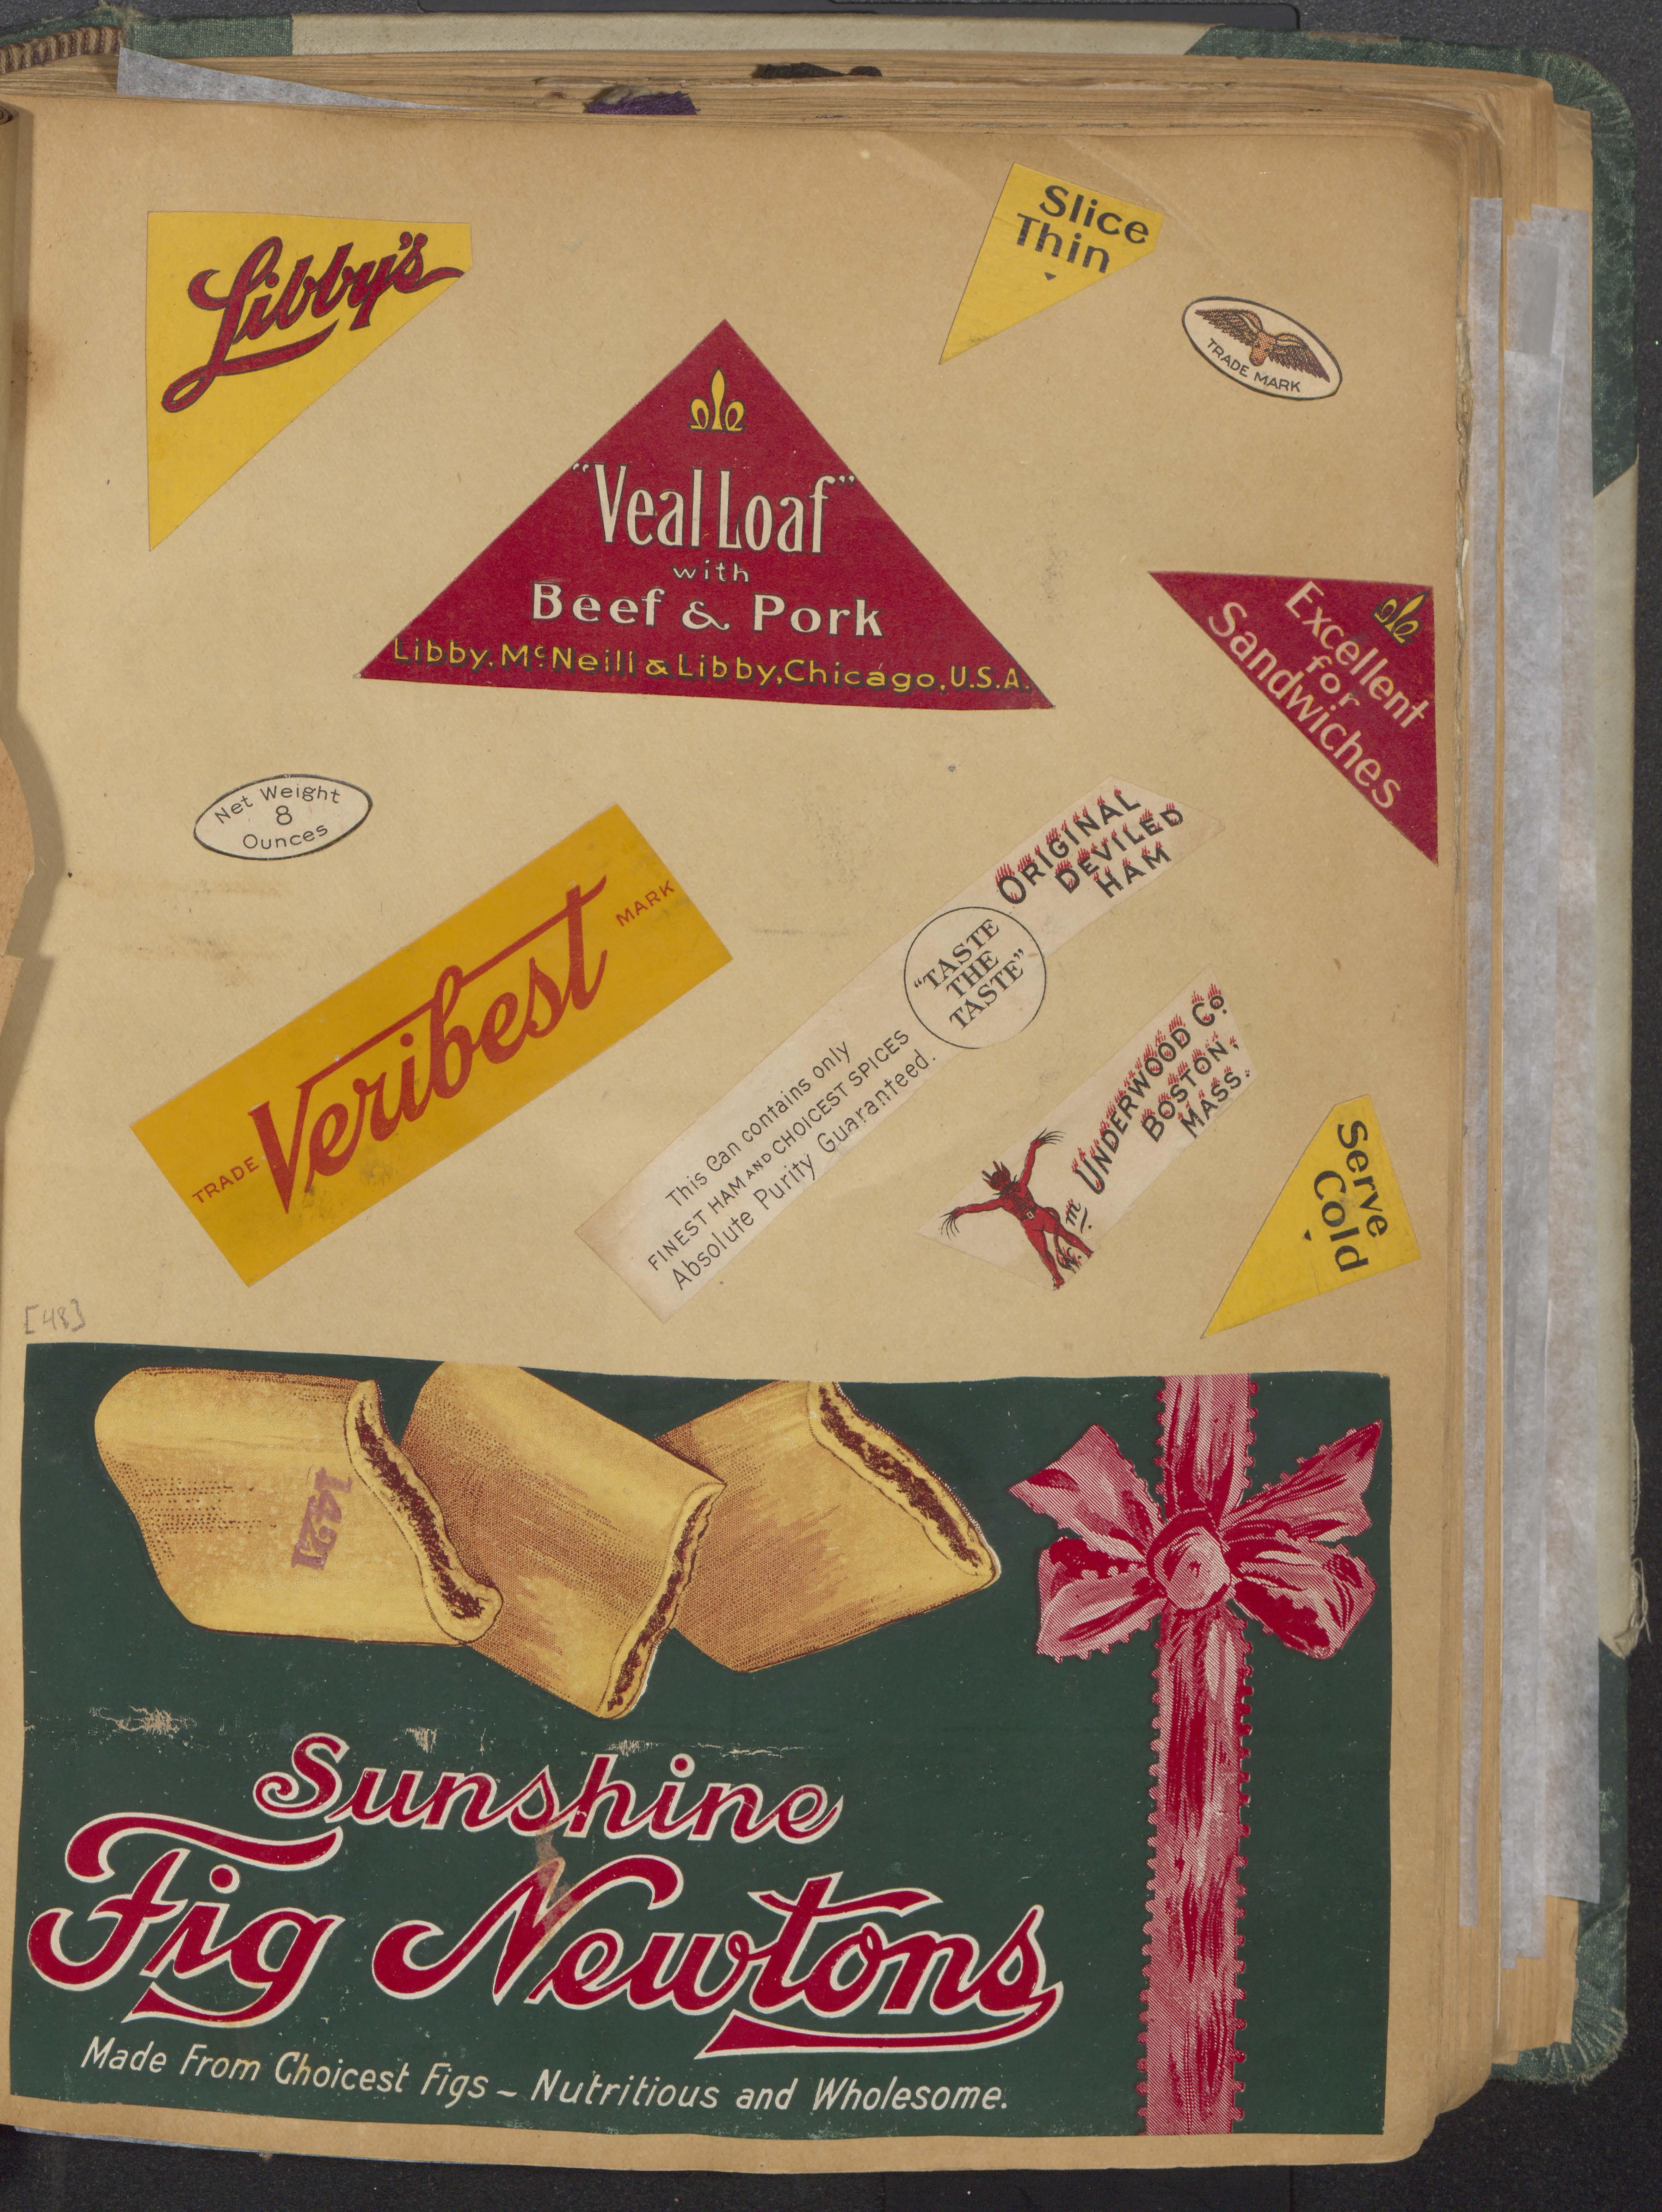 Libby's
Slice
Thin
TRADE MARK
"Veal Loaf"
with
Beef & Pork
Libby, McNeill & Libby, Chicago, U.S.A.
Excellent
for
Sandwiches
Net Weight
8
Ounces
TRADE Veribest MARK
ORIGINAL
DEVILED
HAM
"TASTE
THE
TASTE"
This Can contains only
FINEST HAM AND CHOICEST SPICES
Absolute Purity Guaranteed.
Wm UNDERWOOD Co.
BOSTON,
MASS.
Serve
Cold
[48]
1421
Sunshine
Fig Newtons
Made From Choicest Figs – Nutritious and Wholesome.